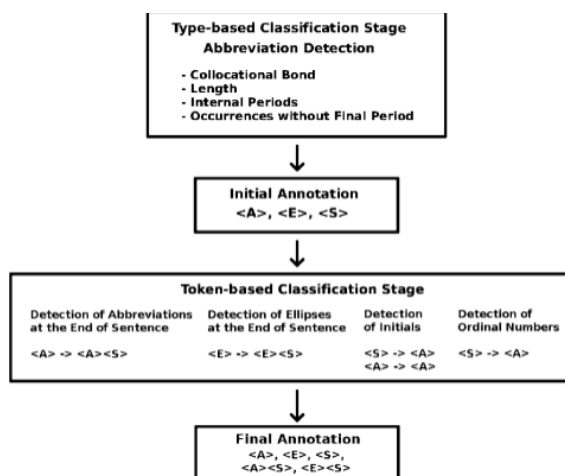 Type-based Classification Stage
Abbreviation Detection
- Collocational Bond
- Length
- Internal Periods
- Occurrences without Final Period
Initial Annotation
<A>, <E>, <S>
Token-based Classification Stage
Detection of Abbreviations
at the End of Sentence
<A> -> <A><S>
Detection of Ellipses
at the End of Sentence
<E> -> <E><S>
Detection
of Initials
<S> -> <A>
<A> -> <A>
Detection of
Ordinal Numbers
<S> -> <A>
Final Annotation
<A>, <E>, <S>,
<A><S>, <E><S>